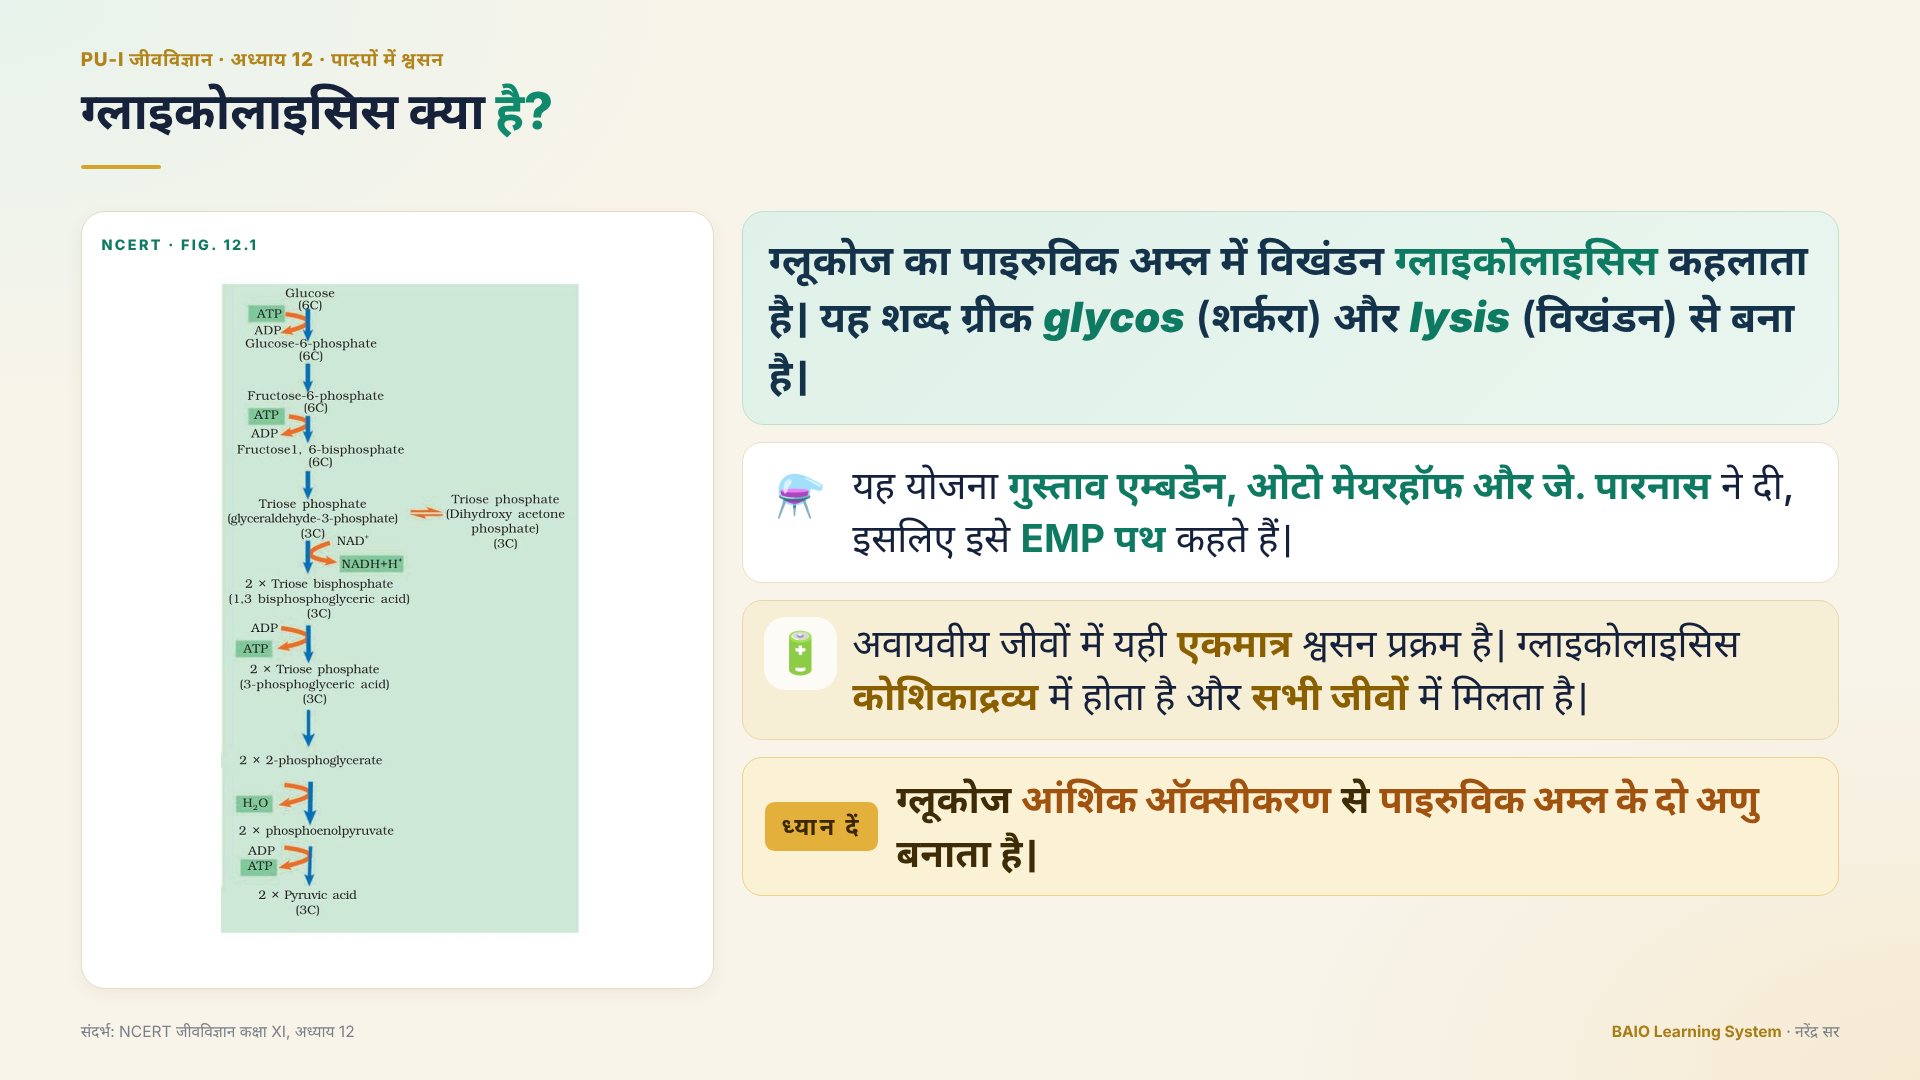 PU-I जीवविज्ञान · अध्याय 12 · पादपों में श्वसन
ग्लाइकोलाइसिस क्या है?
NCERT · FIG. 12.1
Glucose
(6C)
ATP
ADP
Glucose-6-phosphate
(6C)
Fructose-6-phosphate
(6C)
ATP
ADP
Fructose1, 6-bisphosphate
(6C)
Triose phosphate
(glyceraldehyde-3-phosphate)
(3C)
Triose phosphate
(Dihydroxy acetone
phosphate)
(3C)
NAD⁺
NADH+H⁺
2 × Triose bisphosphate
(1,3 bisphosphoglyceric acid)
(3C)
ADP
ATP
2 × Triose phosphate
(3-phosphoglyceric acid)
(3C)
2 × 2-phosphoglycerate
H₂O
2 × phosphoenolpyruvate
ADP
ATP
2 × Pyruvic acid
(3C)
ग्लूकोज का पाइरुविक अम्ल में विखंडन ग्लाइकोलाइसिस कहलाता
है| यह शब्द ग्रीक glycos (शर्करा) और lysis (विखंडन) से बना
है|
यह योजना गुस्ताव एम्बडेन, ओटो मेयरहॉफ और जे. पारनास ने दी,
इसलिए इसे EMP पथ कहते हैं|
अवायवीय जीवों में यही एकमात्र श्वसन प्रक्रम है| ग्लाइकोलाइसिस
कोशिकाद्रव्य में होता है और सभी जीवों में मिलता है|
ध्यान दें
ग्लूकोज आंशिक ऑक्सीकरण से पाइरुविक अम्ल के दो अणु
बनाता है|
संदर्भ: NCERT जीवविज्ञान कक्षा XI, अध्याय 12
BAIO Learning System · नरेंद्र सर